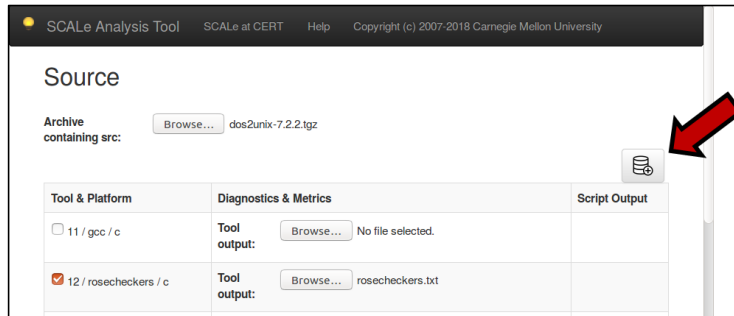 SCALe Analysis Tool SCALe at CERT Help Copyright (c) 2007-2018 Carnegie Mellon University
Source
Archive
containing src: Browse... dos2unix-7.2.2.tgz
Tool & Platform Diagnostics & Metrics Script Output
11 / gcc / c Tool
output: Browse... No file selected.
12 / rosecheckers / c Tool
output: Browse... rosecheckers.txt